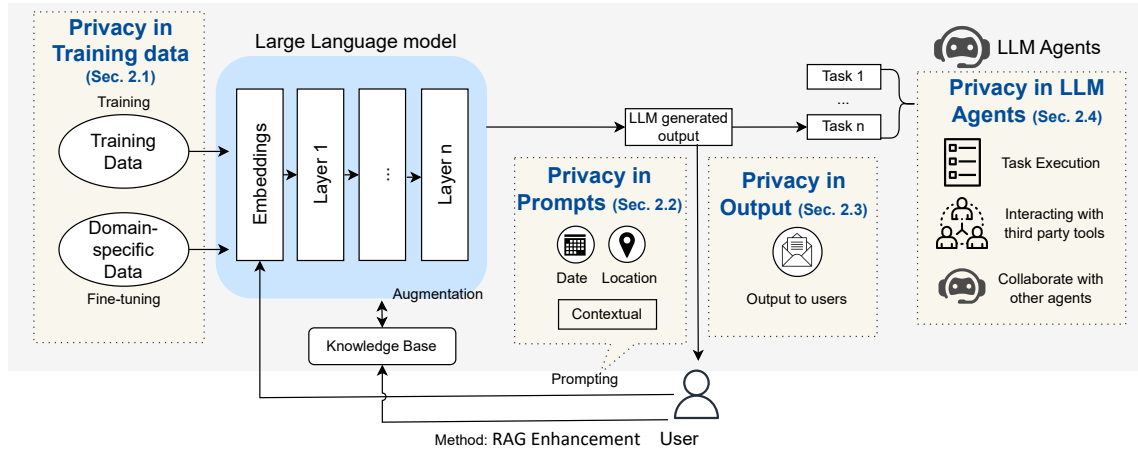 Privacy in
Training data
(Sec. 2.1)
Training
Training
Data
Domain-
specific
Data
Fine-tuning
Large Language model
Embeddings
Layer 1
...
Layer n
Augmentation
Knowledge Base
LLM generated
output
Task 1
...
Task n
LLM Agents
Privacy in LLM
Agents (Sec. 2.4)
Task Execution
Interacting with
third party tools
Collaborate with
other agents
Privacy in
Prompts (Sec. 2.2)
Date
Location
Contextual
Privacy in
Output (Sec. 2.3)
Output to users
Prompting
Method: RAG Enhancement
User